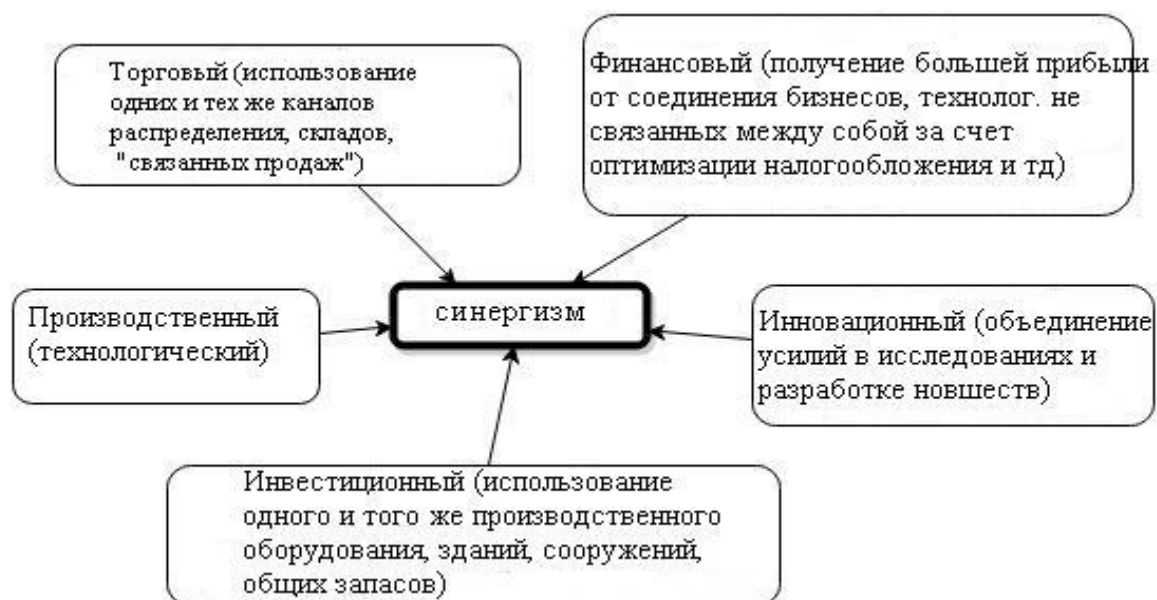 Торговый (использование
одних и тех же каналов
распределения, складов,
"связанных продаж")
Финансовый (получение большей прибыли
от соединения бизнесов, технолог. не
связанных между собой за счет
оптимизации налогообложения и тд)
синергизм
Производственный
(технологический)
Инновационный (объединение
усилий в исследованиях и
разработке новшеств)
Инвестиционный (использование
одного и того же производственного
оборудования, зданий, сооружений,
общих запасов)